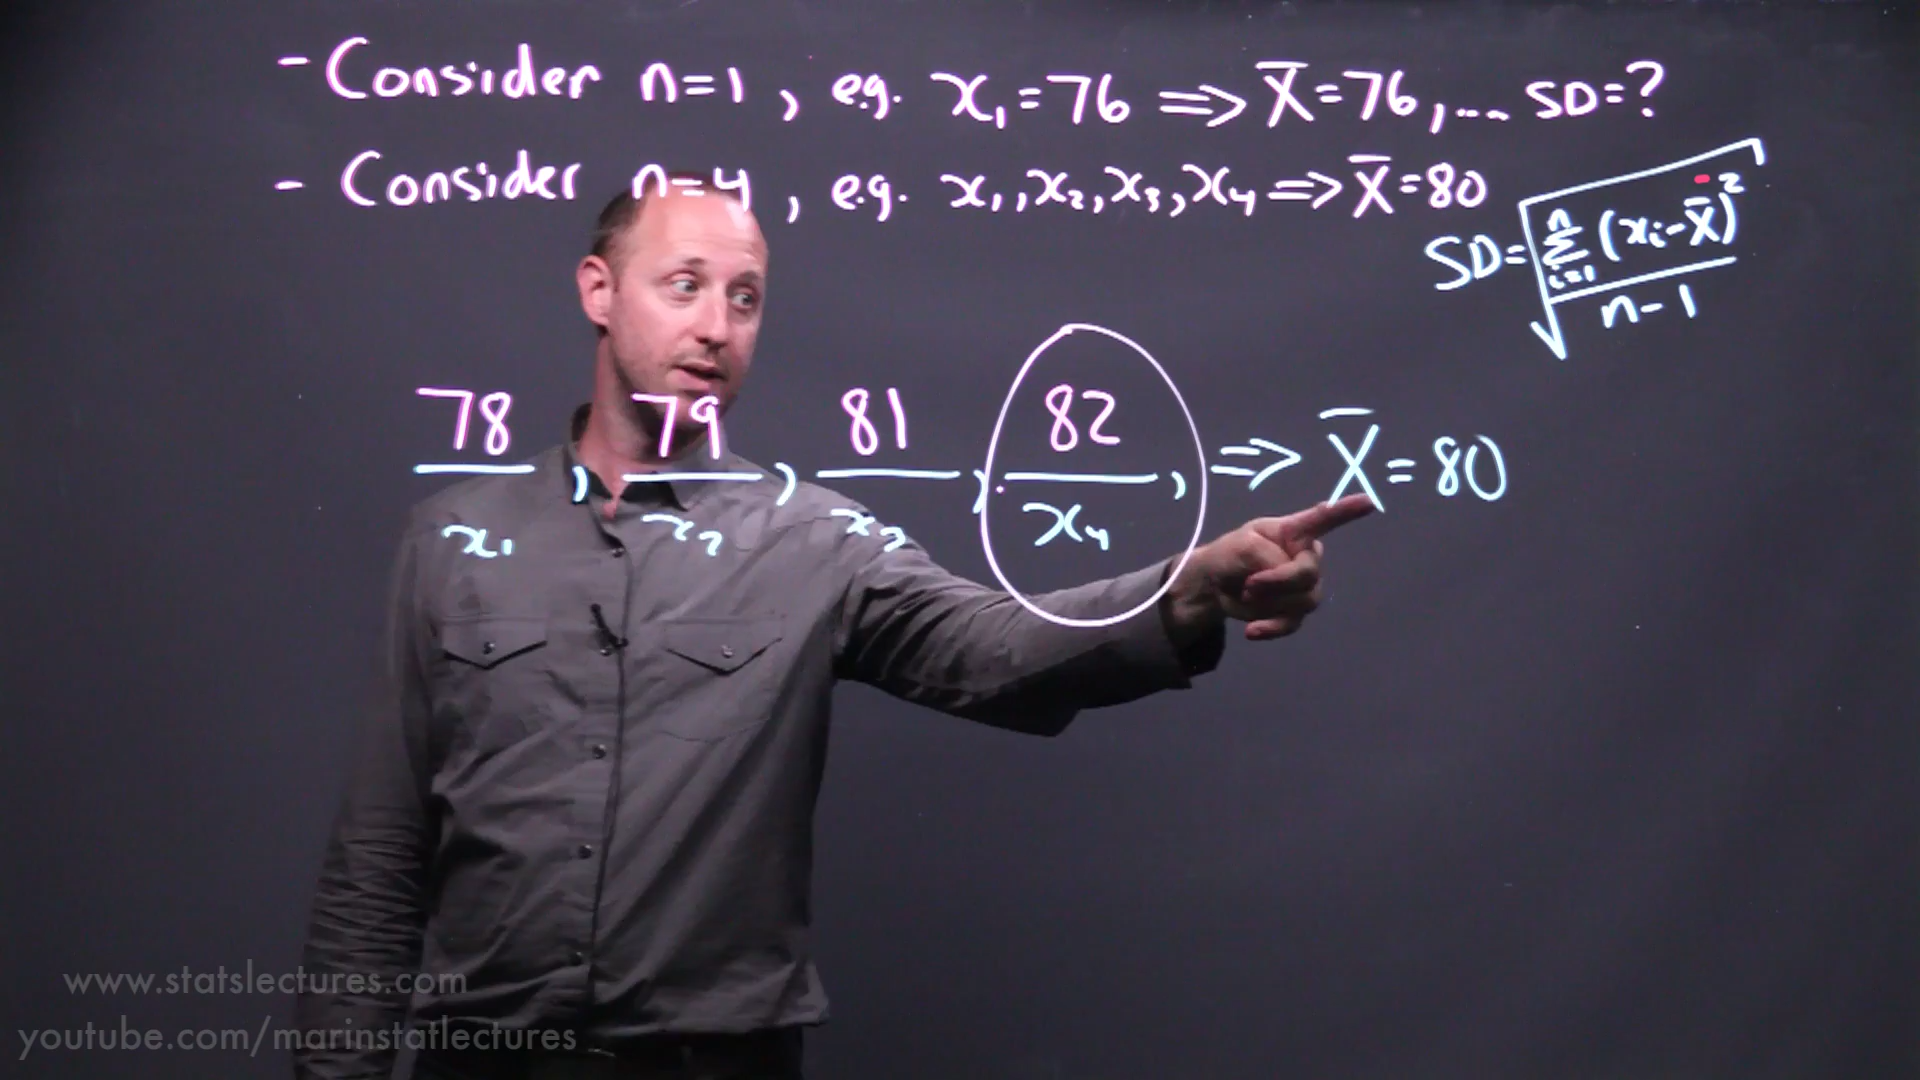 - Consider n=1, e.g. x₁=76 ⟹ X̄=76,... SD=?
- Consider n=4, e.g. x₁,x₂,x₃,x₄ ⟹ X̄=80
SD=√(∑ᵢ₌₁ⁿ (xᵢ-X̄)²/n-1)
78, 79, 81, 82, ⟹ X̄=80
x₁ x₂ x₃ x₄
www.statslectures.com
youtube.com/marinstatlectures